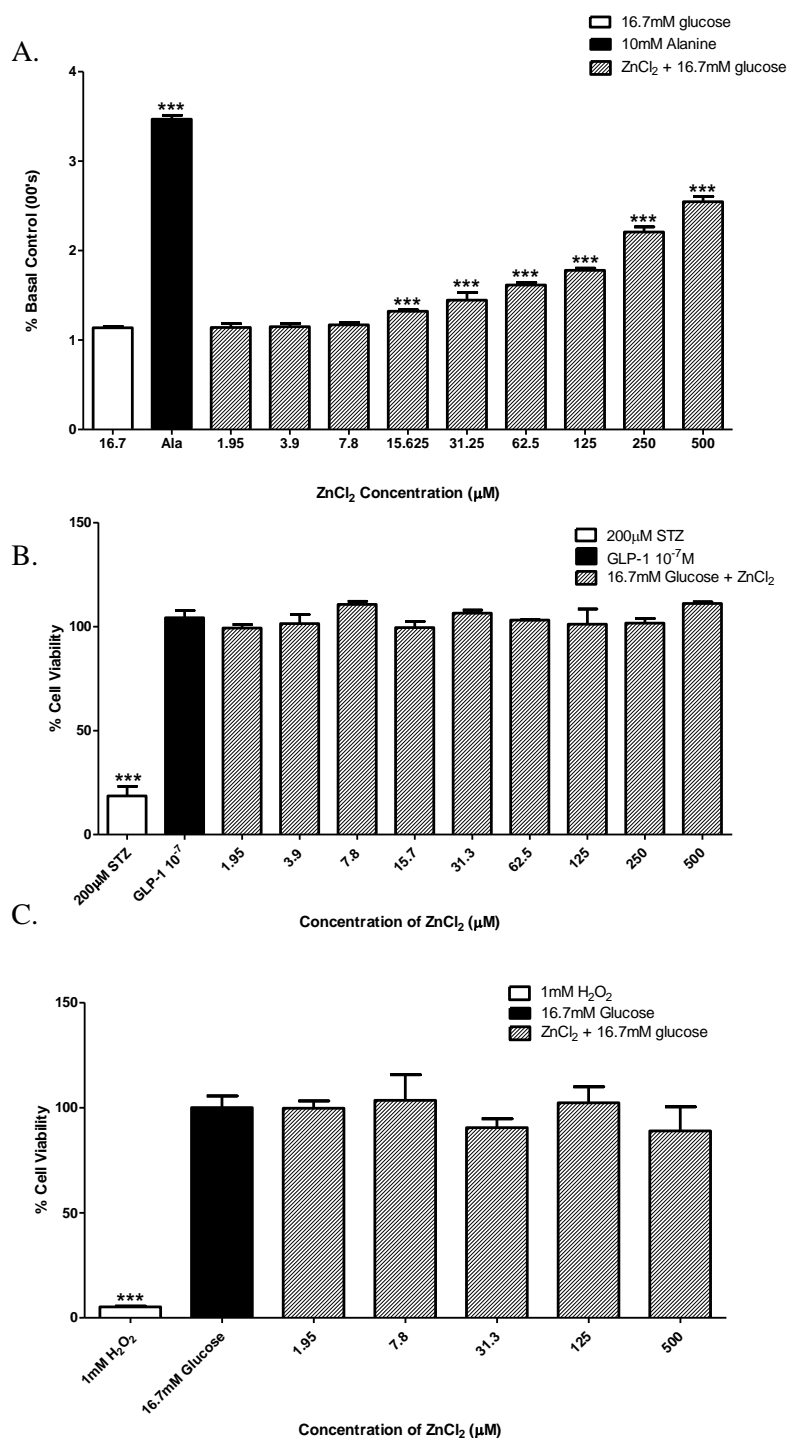 A.
16.7mM glucose
10mM Alanine
ZnCl₂ + 16.7mM glucose
% Basal Control (00's)
4
3
2
1
0
***
***
***
***
***
***
***
16.7 Ala 1.95 3.9 7.8 15.625 31.25 62.5 125 250 500
ZnCl₂ Concentration (µM)
B.
200µM STZ
GLP-1 10⁻⁷M
16.7mM Glucose + ZnCl₂
% Cell Viability
150
100
50
0
***
200µM STZ GLP-1 10⁻⁷ 1.95 3.9 7.8 15.7 31.3 62.5 125 250 500
Concentration of ZnCl₂ (µM)
C.
1mM H₂O₂
16.7mM Glucose
ZnCl₂ + 16.7mM glucose
% Cell Viability
150
100
50
0
***
1mM H₂O₂ 16.7mM Glucose 1.95 7.8 31.3 125 500
Concentration of ZnCl₂ (µM)